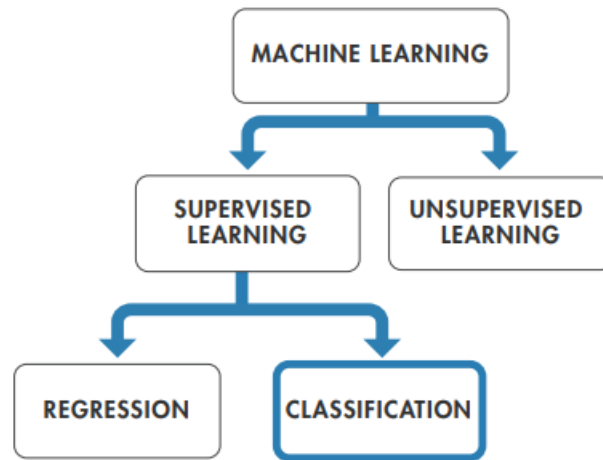 MACHINE LEARNING
SUPERVISED
LEARNING
UNSUPERVISED
LEARNING
REGRESSION
CLASSIFICATION